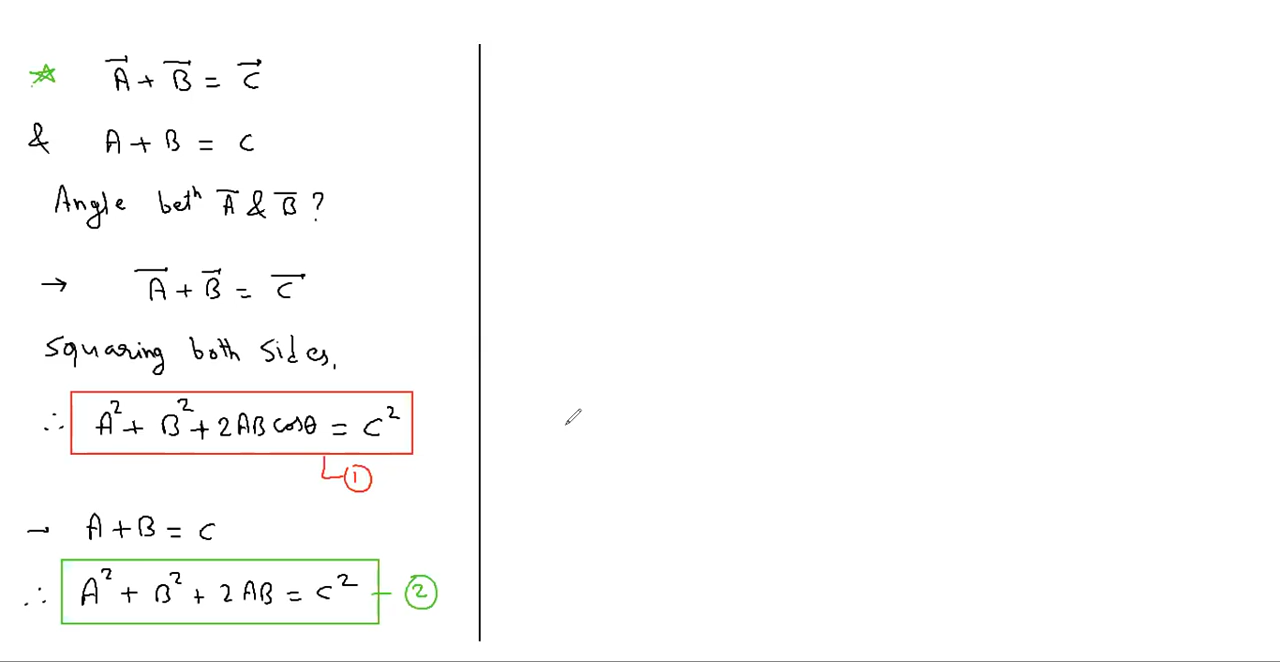 ☆ A⃗ + B⃗ = C⃗
& A + B = C
Angle betⁿ A̅ & B̅ ?
→ A⃗ + B⃗ = C⃗
Squaring both sides,
∴ A² + B² + 2AB cosθ = C²
①
→ A + B = C
∴ A² + B² + 2AB = C² – ②